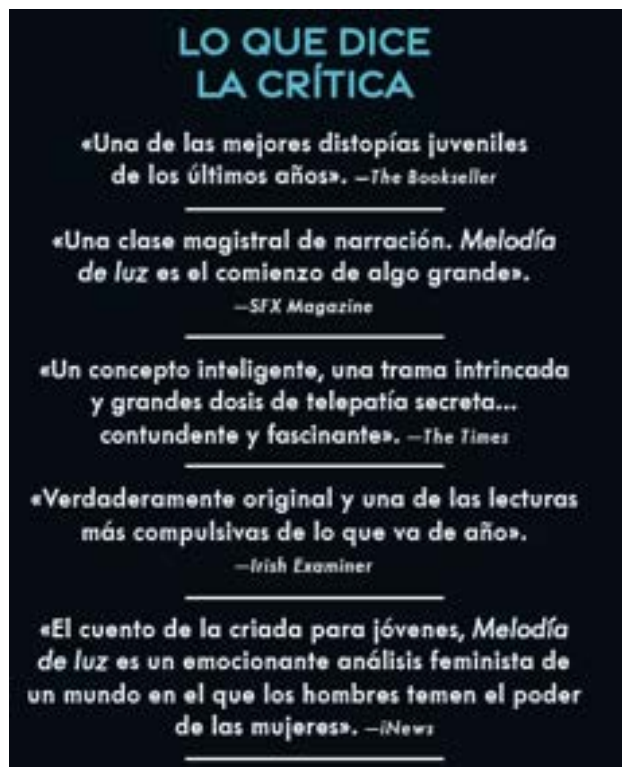 LO QUE DICE
LA CRÍTICA
«Una de las mejores distopías juveniles
de los últimos años». —The Bookseller
«Una clase magistral de narración. Melodía
de luz es el comienzo de algo grande».
—SFX Magazine
«Un concepto inteligente, una trama intrincada
y grandes dosis de telepatía secreta...
contundente y fascinante». —The Times
«Verdaderamente original y una de las lecturas
más compulsivas de lo que va de año».
—Irish Examiner
«El cuento de la criada para jóvenes, Melodía
de luz es un emocionante análisis feminista de
un mundo en el que los hombres temen el poder
de las mujeres». —iNews